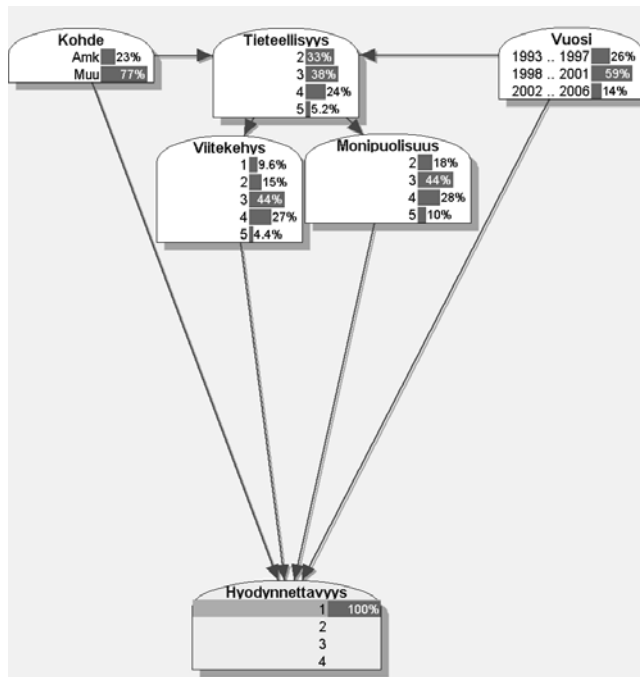 Kohde
Amk 23%
Muu 77%
Tieteellisyys
2 33%
3 38%
4 24%
5 5.2%
Vuosi
1993 .. 1997 26%
1998 .. 2001 59%
2002 .. 2006 14%
Viitekehys
1 9.6%
2 15%
3 44%
4 27%
5 4.4%
Monipuolisuus
2 18%
3 44%
4 28%
5 10%
Hyodynnettavyys
1 100%
2
3
4